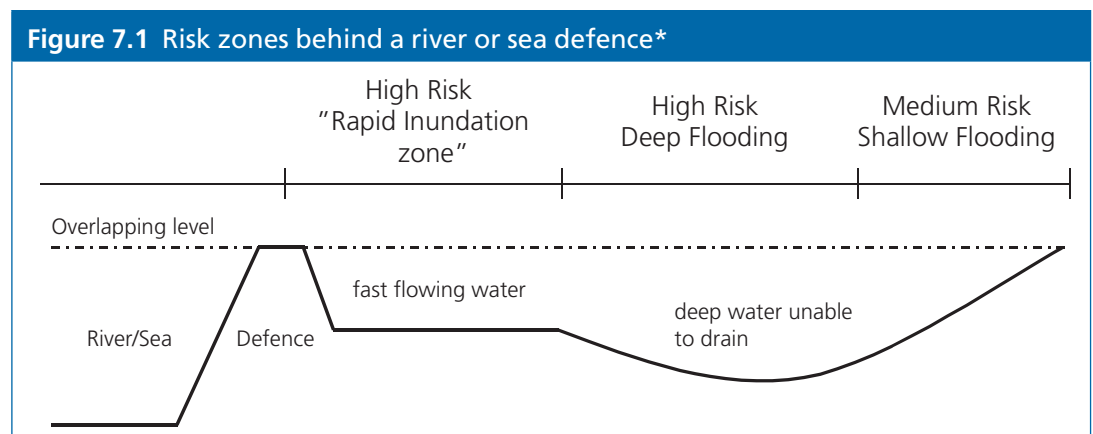 Figure 7.1 Risk zones behind a river or sea defence*
High Risk
"Rapid Inundation
zone"
High Risk
Deep Flooding
Medium Risk
Shallow Flooding
Overlapping level
fast flowing water
deep water unable
to drain
River/Sea
Defence